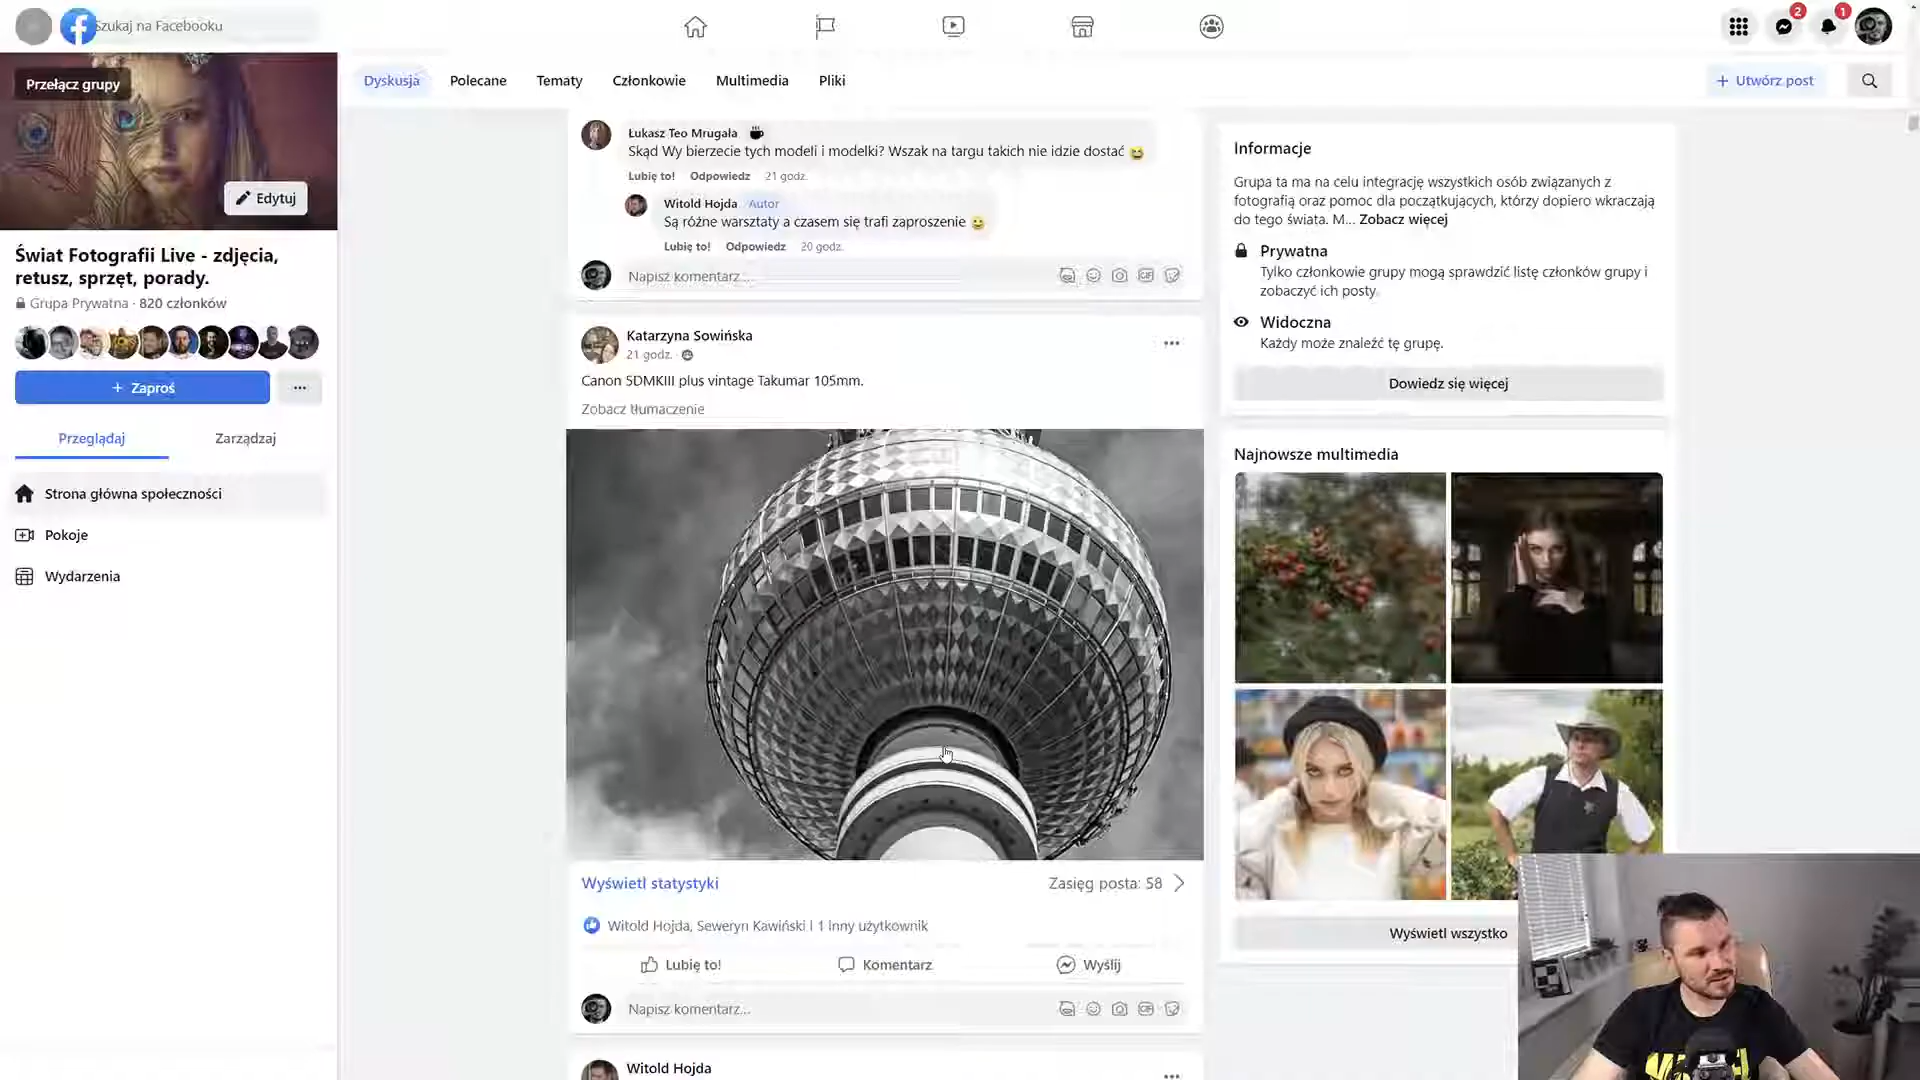 Szukaj na Facebooku
2
1
Przełącz grupy
Edytuj
Świat Fotografii Live - zdjęcia,
retusz, sprzęt, porady.
Grupa Prywatna · 820 członków
+ Zaproś
Przeglądaj
Zarządzaj
Strona główna społeczności
Pokoje
Wydarzenia
Dyskusja
Polecane
Tematy
Członkowie
Multimedia
Pliki
+ Utwórz post
Łukasz Teo Mrugała
Skąd Wy bierzecie tych modeli i modelki? Wszak na targu takich nie idzie dostać
Lubię to! Odpowiedz 21 godz.
Witold Hojda Autor
Są różne warsztaty a czasem się trafi zaproszenie
Lubię to! Odpowiedz 20 godz.
Napisz komentarz...
GIF
Katarzyna Sowińska
21 godz. ·
Canon 5DMKIII plus vintage Takumar 105mm.
Zobacz tłumaczenie
Wyświetl statystyki
Zasięg posta: 58
Witold Hojda, Seweryn Kawiński i 1 inny użytkownik
Lubię to!
Komentarz
Wyślij
Napisz komentarz...
GIF
Witold Hojda
Informacje
Grupa ta ma na celu integrację wszystkich osób związanych z
fotografią oraz pomoc dla początkujących, którzy dopiero wkraczają
do tego świata. M... Zobacz więcej
Prywatna
Tylko członkowie grupy mogą sprawdzić listę członków grupy i
zobaczyć ich posty.
Widoczna
Każdy może znaleźć tę grupę.
Dowiedz się więcej
Najnowsze multimedia
Wyświetl wszystko